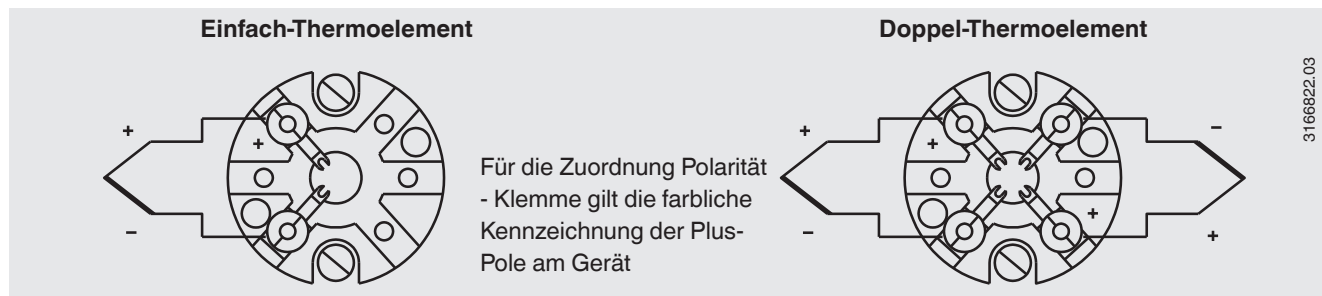 Einfach-Thermoelement
+
+
–
Für die Zuordnung Polarität
- Klemme gilt die farbliche
Kennzeichnung der Plus-
Pole am Gerät
Doppel-Thermoelement
+
+
–
–
+
+
3166822.03